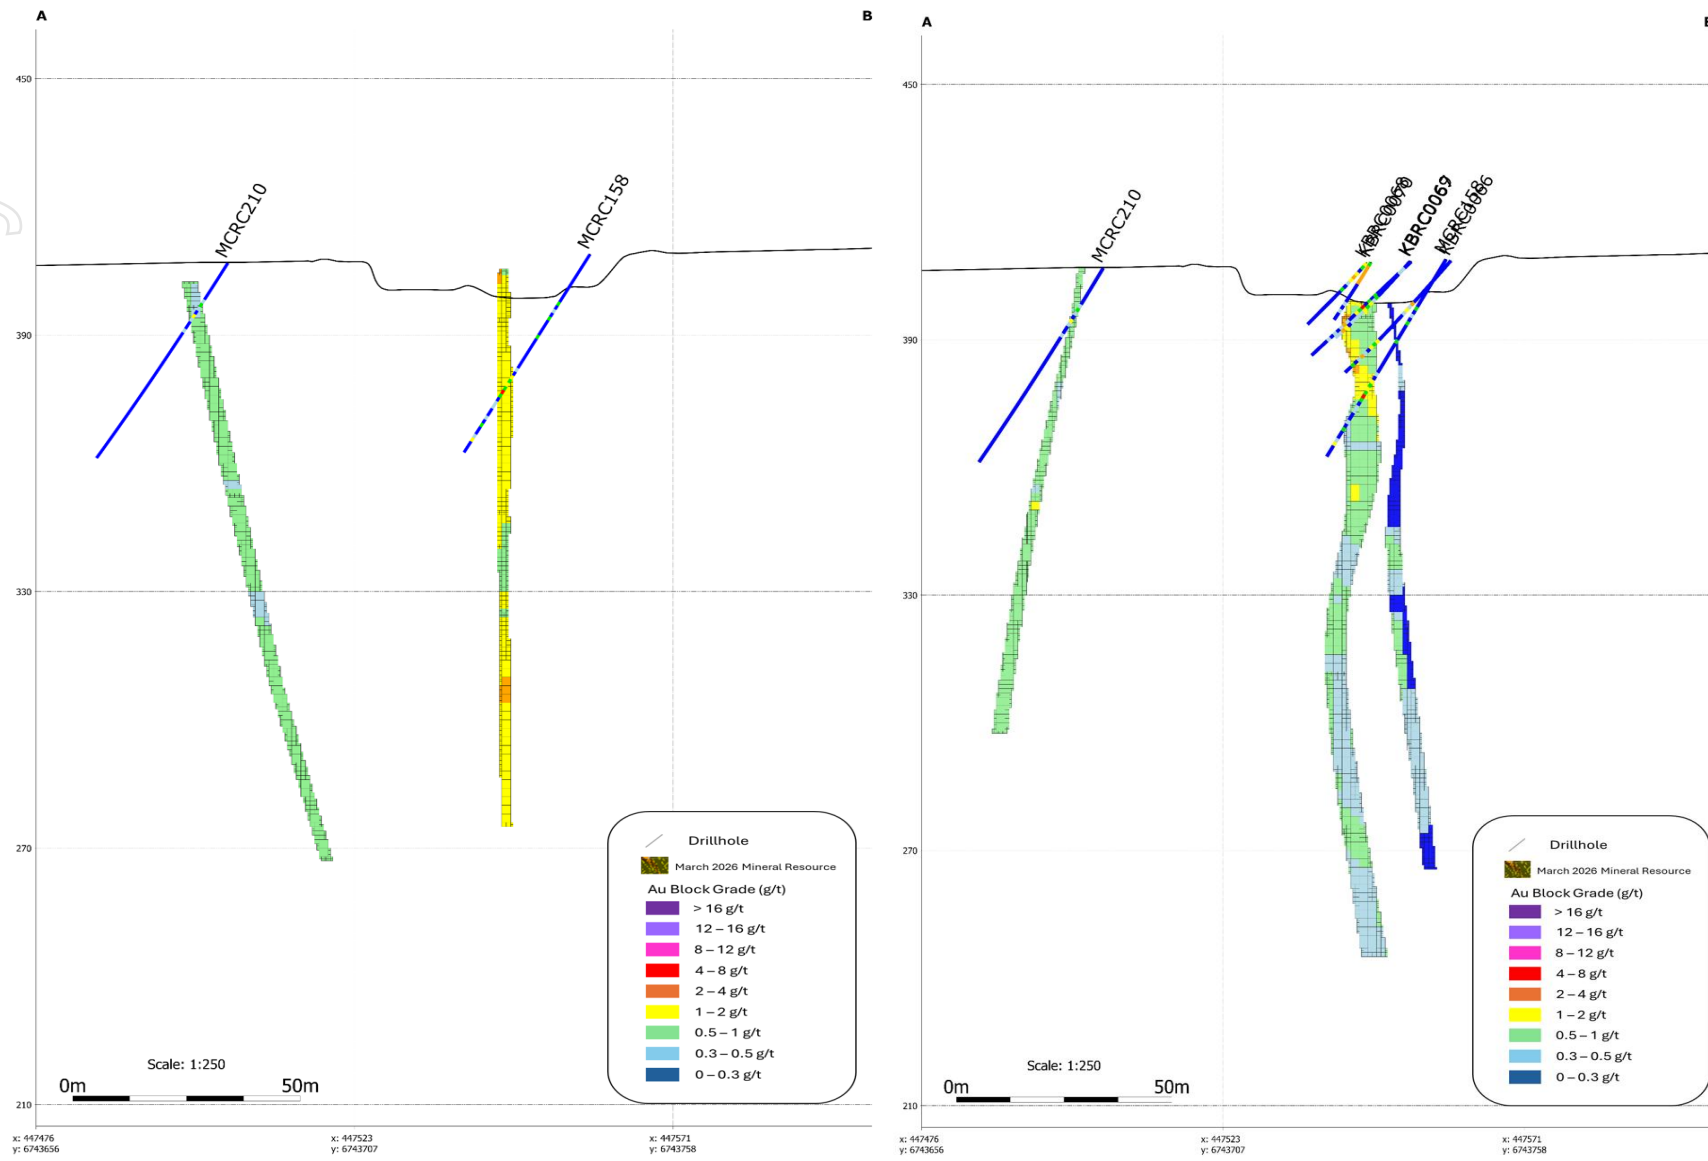 A
B
450
MCRC210
MCRC158
390
330
270
210
Drillhole
March 2026 Mineral Resource
Au Block Grade (g/t)
> 16 g/t
12 – 16 g/t
8 – 12 g/t
4 – 8 g/t
2 – 4 g/t
1 – 2 g/t
0.5 – 1 g/t
0.3 – 0.5 g/t
0 – 0.3 g/t
Scale: 1:250
0m 50m
x: 447476
y: 6743656
x: 447523
y: 6743707
x: 447571
y: 6743758
A
450
MCRC210
KBRC0070
KBRC0069
MCRC158
KBRC0066
390
330
270
210
Drillhole
March 2026 Mineral Resource
Au Block Grade (g/t)
> 16 g/t
12 – 16 g/t
8 – 12 g/t
4 – 8 g/t
2 – 4 g/t
1 – 2 g/t
0.5 – 1 g/t
0.3 – 0.5 g/t
0 – 0.3 g/t
Scale: 1:250
0m 50m
x: 447476
y: 6743656
x: 447523
y: 6743707
x: 447571
y: 6743758